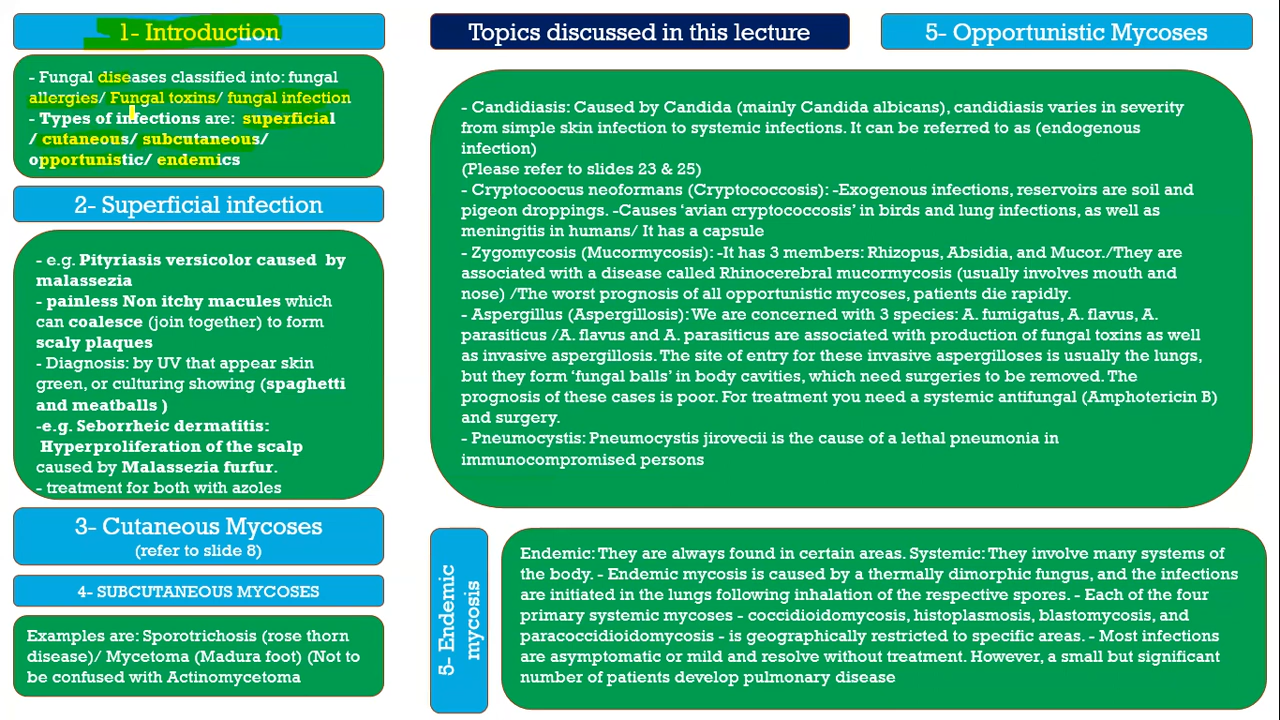 1- Introduction
- Fungal diseases classified into: fungal
allergies/ Fungal toxins/ fungal infection
- Types of infections are: superficial
/ cutaneous/ subcutaneous/
opportunistic/ endemics
2- Superficial infection
- e.g. Pityriasis versicolor caused by
malassezia
- painless Non itchy macules which
can coalesce (join together) to form
scaly plaques
- Diagnosis: by UV that appear skin
green, or culturing showing (spaghetti
and meatballs )
-e.g. Seborrheic dermatitis:
Hyperproliferation of the scalp
caused by Malassezia furfur.
- treatment for both with azoles
3- Cutaneous Mycoses
(refer to slide 8)
4- SUBCUTANEOUS MYCOSES
Examples are: Sporotrichosis (rose thorn
disease)/ Mycetoma (Madura foot) (Not to
be confused with Actinomycetoma
Topics discussed in this lecture
5- Opportunistic Mycoses
- Candidiasis: Caused by Candida (mainly Candida albicans), candidiasis varies in severity
from simple skin infection to systemic infections. It can be referred to as (endogenous
infection)
(Please refer to slides 23 & 25)
- Cryptocoocus neoformans (Cryptococcosis): -Exogenous infections, reservoirs are soil and
pigeon droppings. -Causes ‘avian cryptococcosis’ in birds and lung infections, as well as
meningitis in humans/ It has a capsule
- Zygomycosis (Mucormycosis): -It has 3 members: Rhizopus, Absidia, and Mucor./They are
associated with a disease called Rhinocerebral mucormycosis (usually involves mouth and
nose) /The worst prognosis of all opportunistic mycoses, patients die rapidly.
- Aspergillus (Aspergillosis): We are concerned with 3 species: A. fumigatus, A. flavus, A.
parasiticus /A. flavus and A. parasiticus are associated with production of fungal toxins as well
as invasive aspergillosis. The site of entry for these invasive aspergilloses is usually the lungs,
but they form ‘fungal balls’ in body cavities, which need surgeries to be removed. The
prognosis of these cases is poor. For treatment you need a systemic antifungal (Amphotericin B)
and surgery.
- Pneumocystis: Pneumocystis jirovecii is the cause of a lethal pneumonia in
immunocompromised persons
5- Endemic
mycosis
Endemic: They are always found in certain areas. Systemic: They involve many systems of
the body. - Endemic mycosis is caused by a thermally dimorphic fungus, and the infections
are initiated in the lungs following inhalation of the respective spores. - Each of the four
primary systemic mycoses - coccidioidomycosis, histoplasmosis, blastomycosis, and
paracoccidioidomycosis - is geographically restricted to specific areas. - Most infections
are asymptomatic or mild and resolve without treatment. However, a small but significant
number of patients develop pulmonary disease